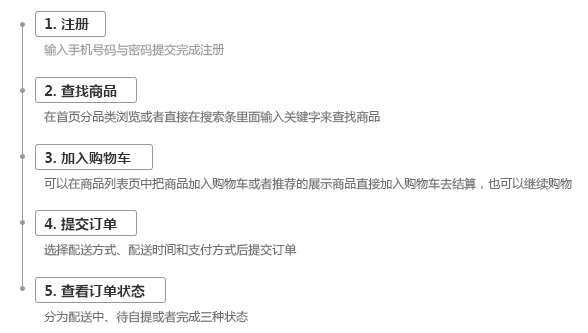 1. 注册
输入手机号码与密码提交完成注册
2. 查找商品
在首页分品类浏览或者直接在搜索条里面输入关键字来查找商品
3. 加入购物车
可以在商品列表页中把商品加入购物车或者推荐的展示商品直接加入购物车去结算，也可以继续购物
4. 提交订单
选择配送方式、配送时间和支付方式后提交订单
5. 查看订单状态
分为配送中、待自提或者完成三种状态